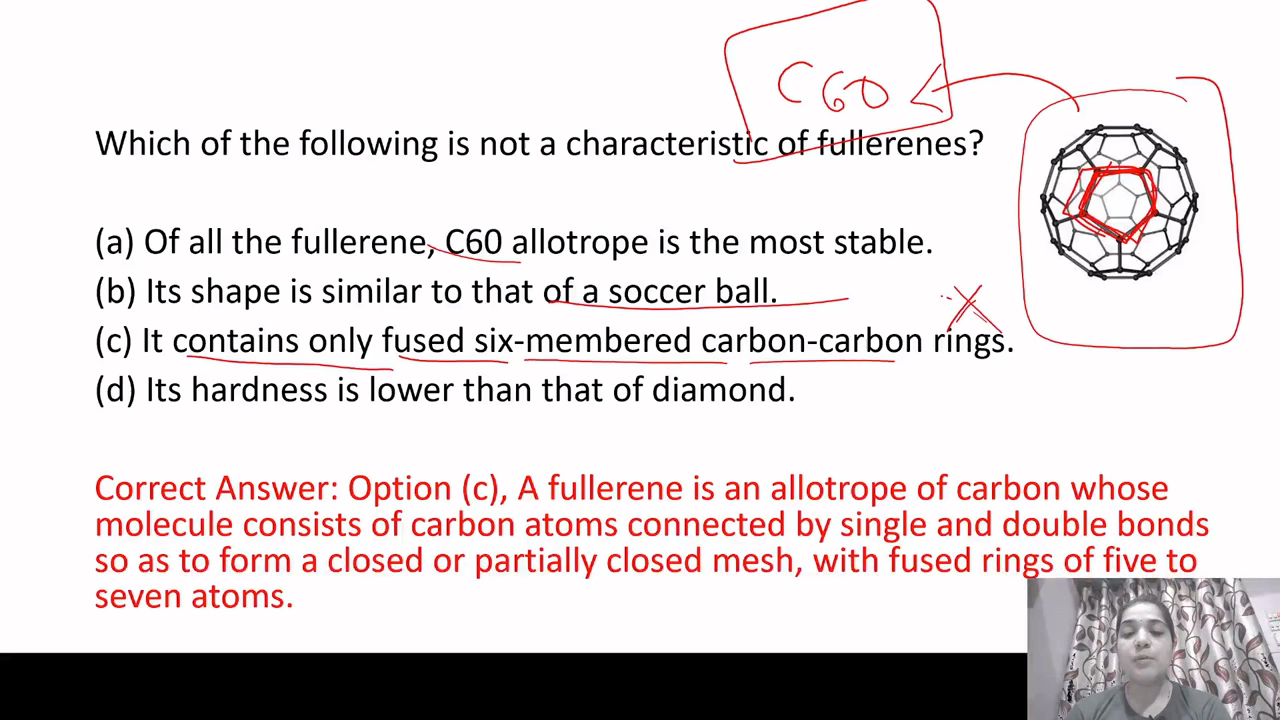 C60
Which of the following is not a characteristic of fullerenes?
(a) Of all the fullerene, C60 allotrope is the most stable.
(b) Its shape is similar to that of a soccer ball.
(c) It contains only fused six-membered carbon-carbon rings.
(d) Its hardness is lower than that of diamond.
Correct Answer: Option (c), A fullerene is an allotrope of carbon whose
molecule consists of carbon atoms connected by single and double bonds
so as to form a closed or partially closed mesh, with fused rings of five to
seven atoms.